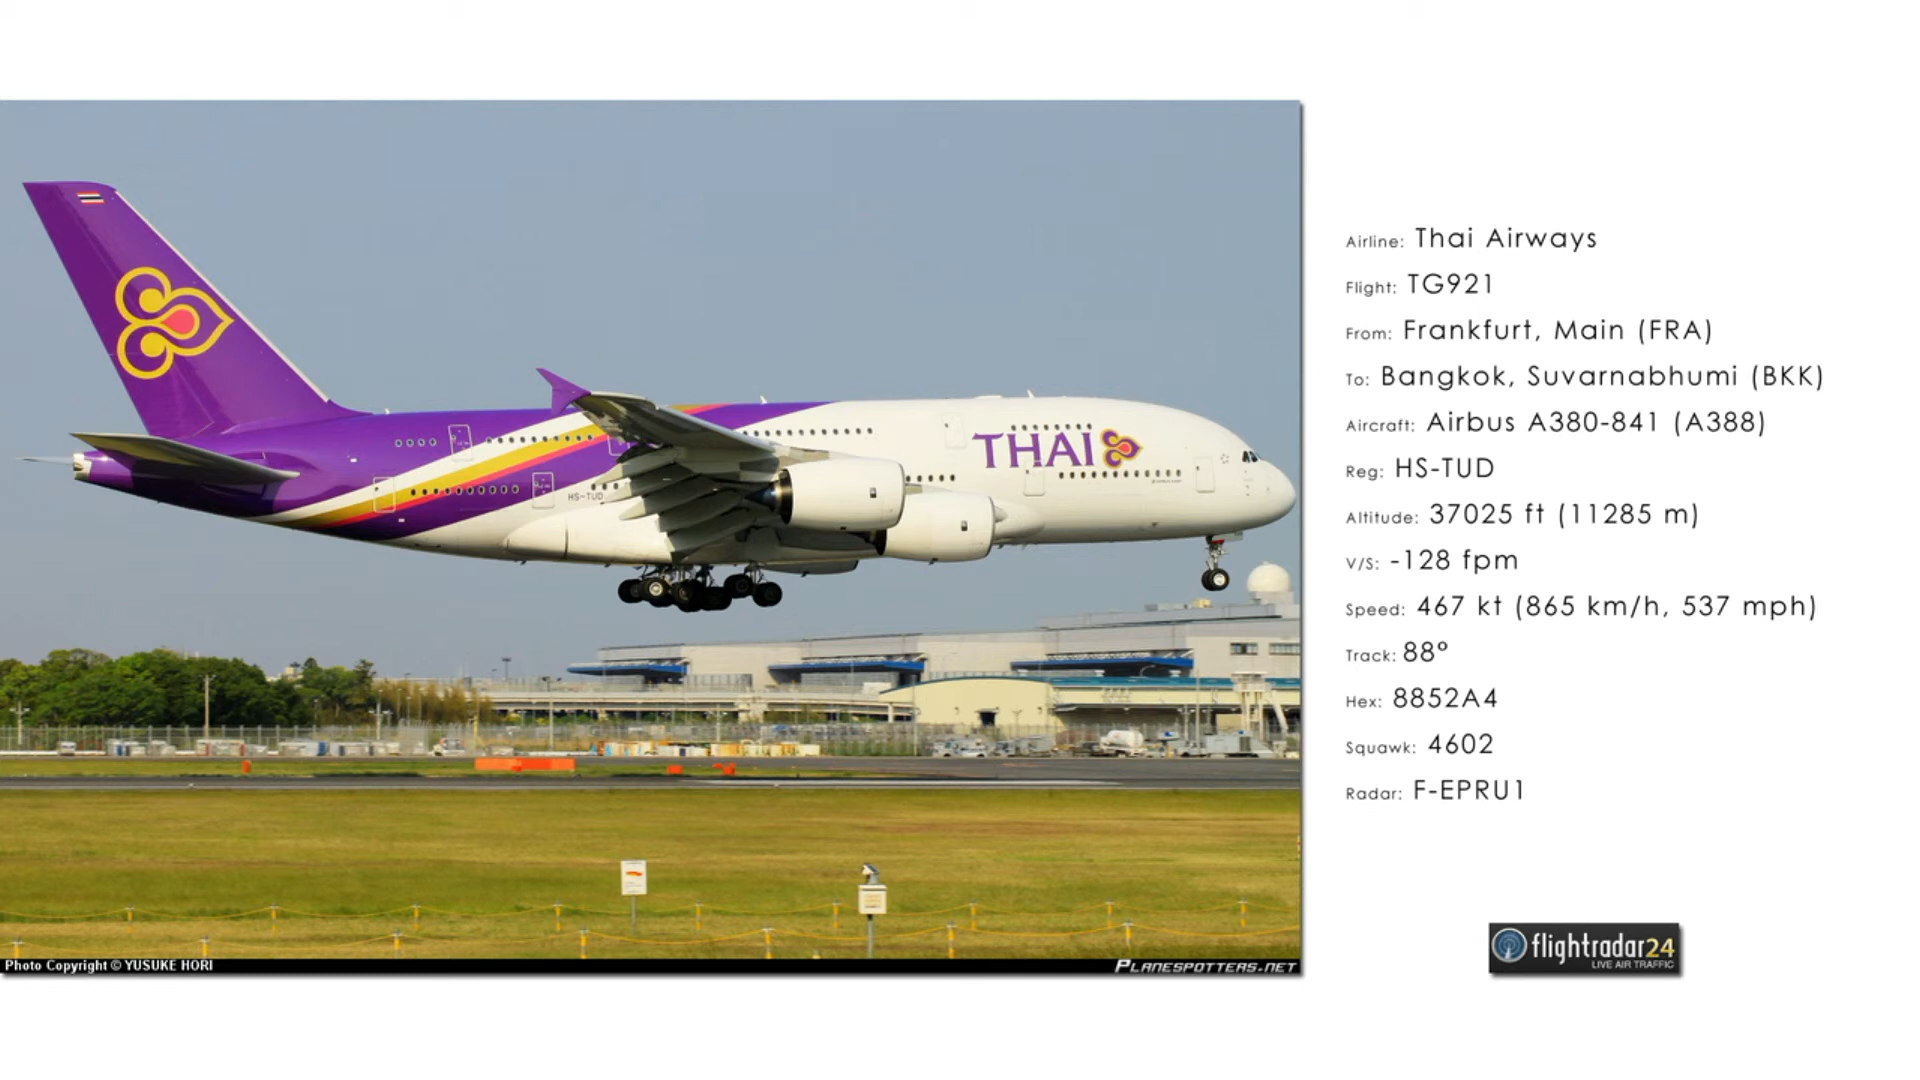 THAI
HS-TUD
Photo Copyright © YUSUKE HORI
PLANESPOTTERS.NET
Airline: Thai Airways
Flight: TG921
From: Frankfurt, Main (FRA)
To: Bangkok, Suvarnabhumi (BKK)
Aircraft: Airbus A380-841 (A388)
Reg: HS-TUD
Altitude: 37025 ft (11285 m)
V/S: -128 fpm
Speed: 467 kt (865 km/h, 537 mph)
Track: 88°
Hex: 8852A4
Squawk: 4602
Radar: F-EPRU1
flightradar24
LIVE AIR TRAFFIC